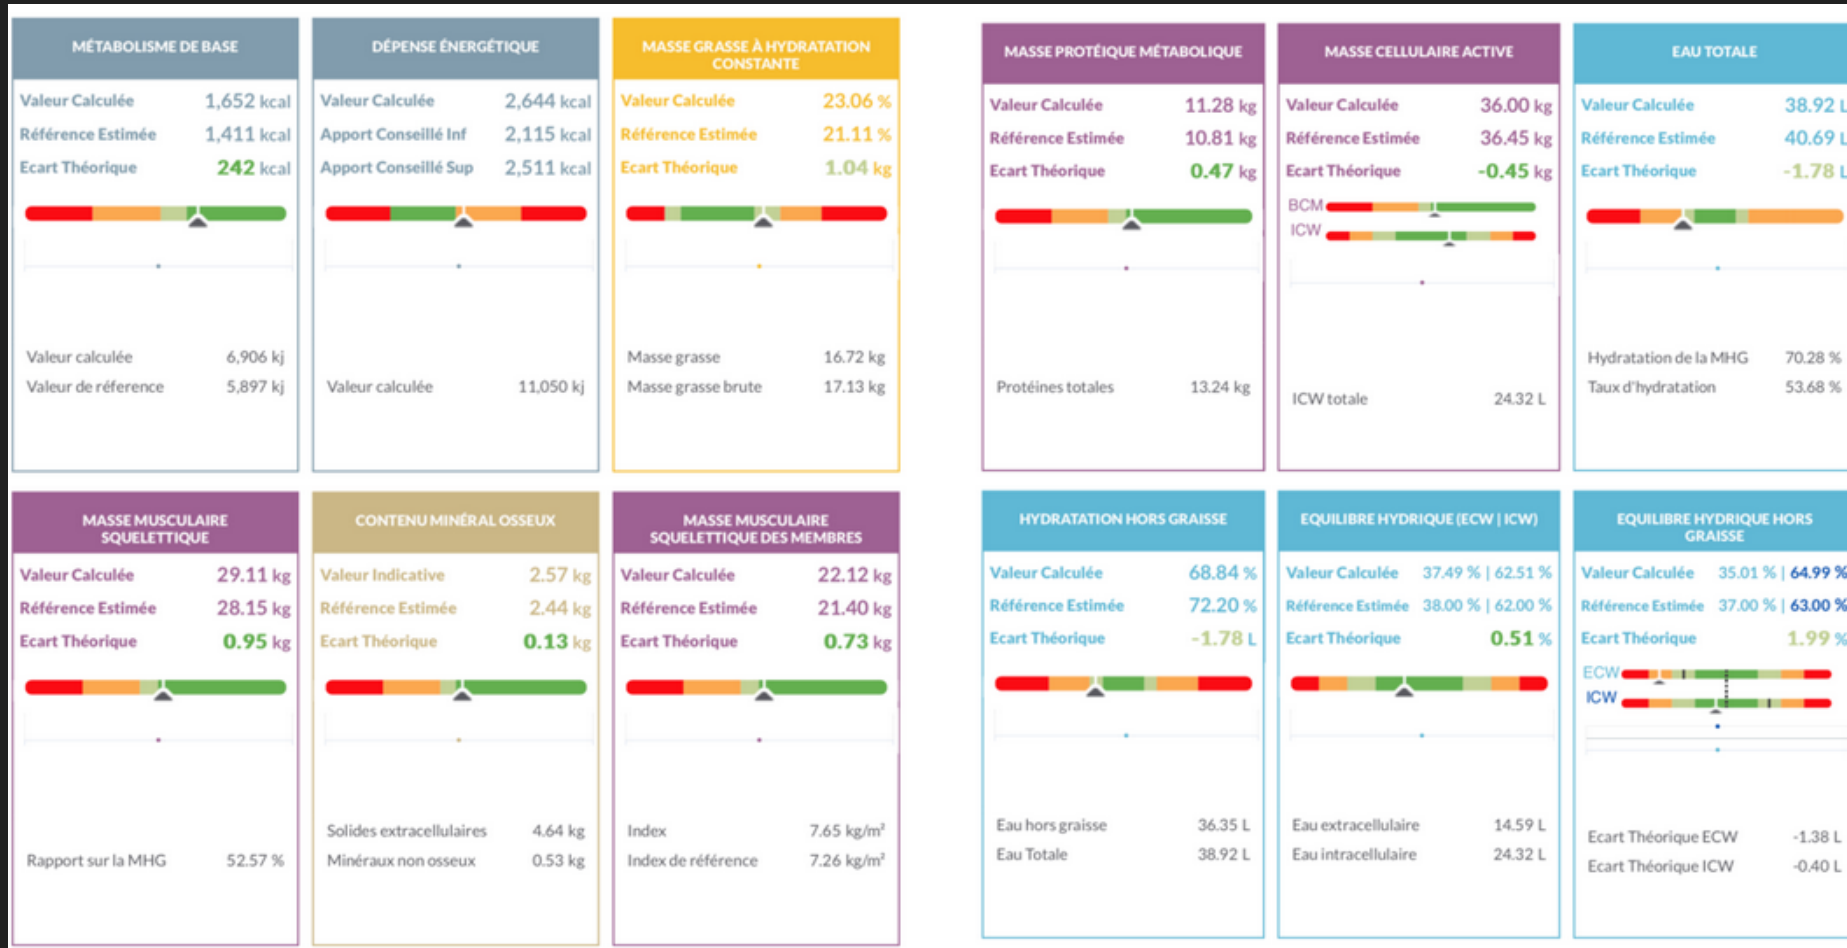 MÉTABOLISME DE BASE
Valeur Calculée 1,652 kcal
Référence Estimée 1,411 kcal
Ecart Théorique 242 kcal
Valeur calculée 6,906 kj
Valeur de réference 5,897 kj
DÉPENSE ÉNERGÉTIQUE
Valeur Calculée 2,644 kcal
Apport Conseillé Inf 2,115 kcal
Apport Conseillé Sup 2,511 kcal
Valeur calculée 11,050 kj
MASSE GRASSE À HYDRATATION
CONSTANTE
Valeur Calculée 23.06 %
Référence Estimée 21.11 %
Ecart Théorique 1.04 kg
Masse grasse 16.72 kg
Masse grasse brute 17.13 kg
MASSE PROTÉIQUE MÉTABOLIQUE
Valeur Calculée 11.28 kg
Référence Estimée 10.81 kg
Ecart Théorique 0.47 kg
Protéines totales 13.24 kg
MASSE CELLULAIRE ACTIVE
Valeur Calculée 36.00 kg
Référence Estimée 36.45 kg
Ecart Théorique -0.45 kg
BCM
ICW
ICW totale 24.32 L
EAU TOTALE
Valeur Calculée 38.92 L
Référence Estimée 40.69 L
Ecart Théorique -1.78 L
Hydratation de la MHG 70.28 %
Taux d'hydratation 53.68 %
MASSE MUSCULAIRE
SQUELETTIQUE
Valeur Calculée 29.11 kg
Référence Estimée 28.15 kg
Ecart Théorique 0.95 kg
Rapport sur la MHG 52.57 %
CONTENU MINÉRAL OSSEUX
Valeur Indicative 2.57 kg
Référence Estimée 2.44 kg
Ecart Théorique 0.13 kg
Solides extracellulaires 4.64 kg
Minéraux non osseux 0.53 kg
MASSE MUSCULAIRE
SQUELETTIQUE DES MEMBRES
Valeur Calculée 22.12 kg
Référence Estimée 21.40 kg
Ecart Théorique 0.73 kg
Index 7.65 kg/m²
Index de référence 7.26 kg/m²
HYDRATATION HORS GRAISSE
Valeur Calculée 68.84 %
Référence Estimée 72.20 %
Ecart Théorique -1.78 L
Eau hors graisse 36.35 L
Eau Totale 38.92 L
EQUILIBRE HYDRIQUE (ECW | ICW)
Valeur Calculée 37.49 % | 62.51 %
Référence Estimée 38.00 % | 62.00 %
Ecart Théorique 0.51 %
Eau extracellulaire 14.59 L
Eau intracellulaire 24.32 L
EQUILIBRE HYDRIQUE HORS
GRAISSE
Valeur Calculée 35.01 % | 64.99 %
Référence Estimée 37.00 % | 63.00 %
Ecart Théorique 1.99 %
ECW
ICW
Ecart Théorique ECW -1.38 L
Ecart Théorique ICW -0.40 L